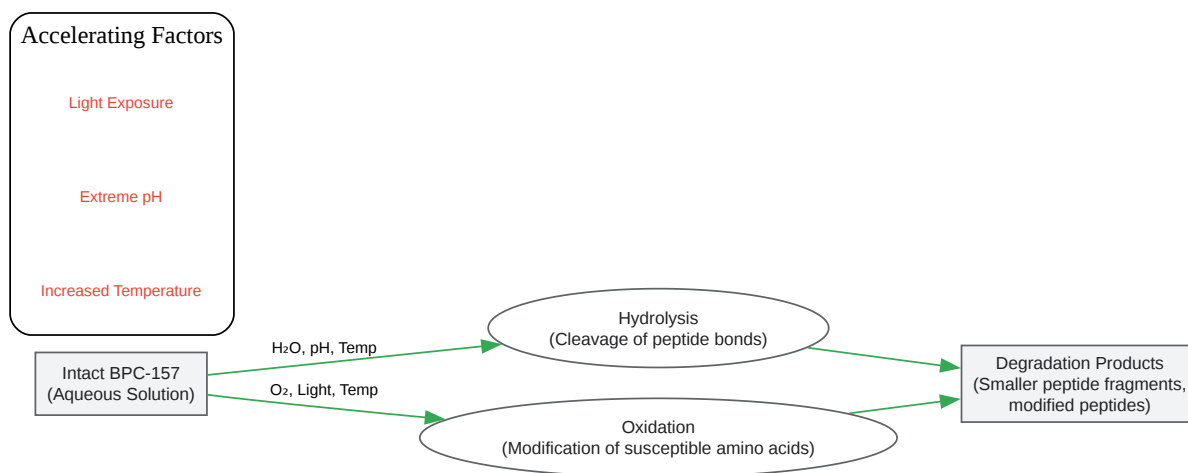 Accelerating Factors
Light Exposure
Extreme pH
Increased Temperature
H₂O, pH, Temp
Intact BPC-157
(Aqueous Solution)
O₂, Light, Temp
Hydrolysis
(Cleavage of peptide bonds)
Oxidation
(Modification of susceptible amino acids)
Degradation Products
(Smaller peptide fragments,
modified peptides)